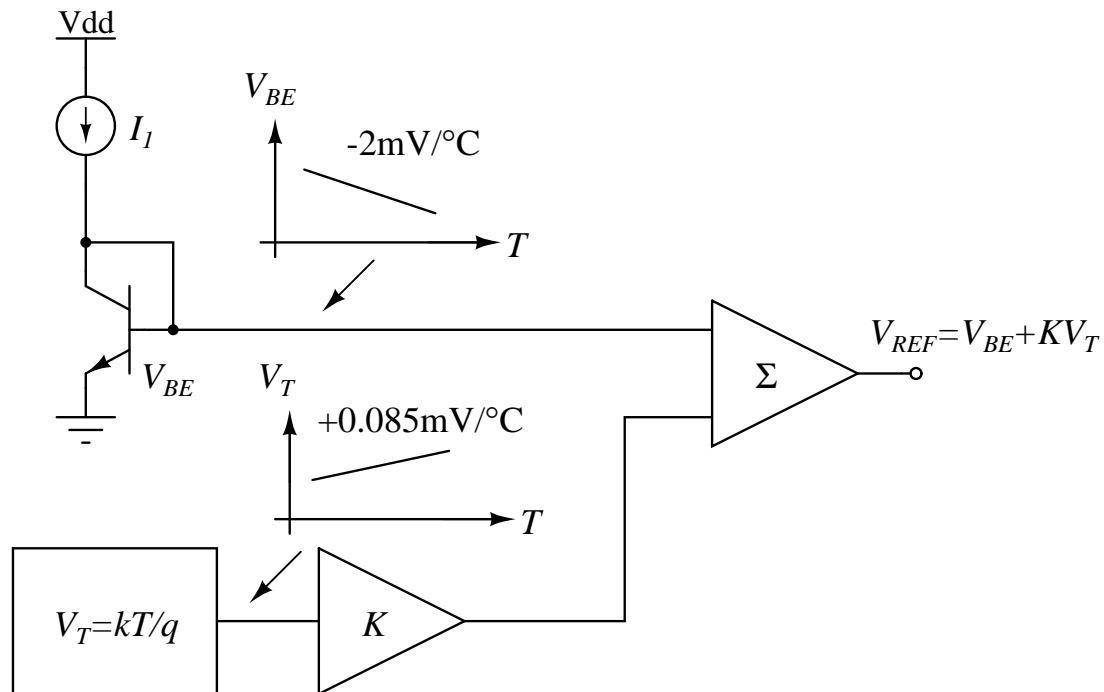 Vdd
I1
VBE
-2mV/°C
T
VBE
VREF=VBE+KVT
Σ
VT
+0.085mV/°C
T
VT=kT/q
K